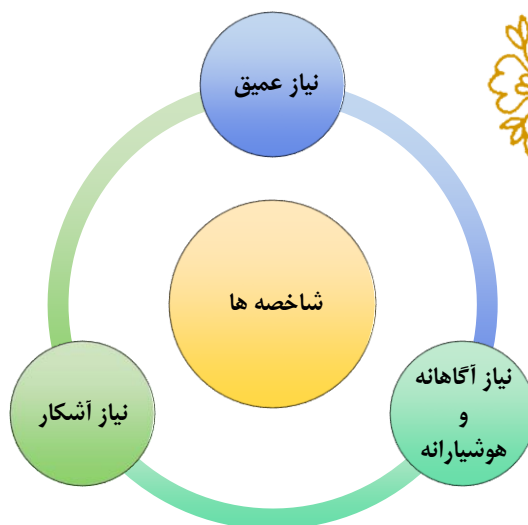 نیاز عمیق
شاخصه ها
نیاز آگاهانه
و
هوشیارانه
نیاز آشکار